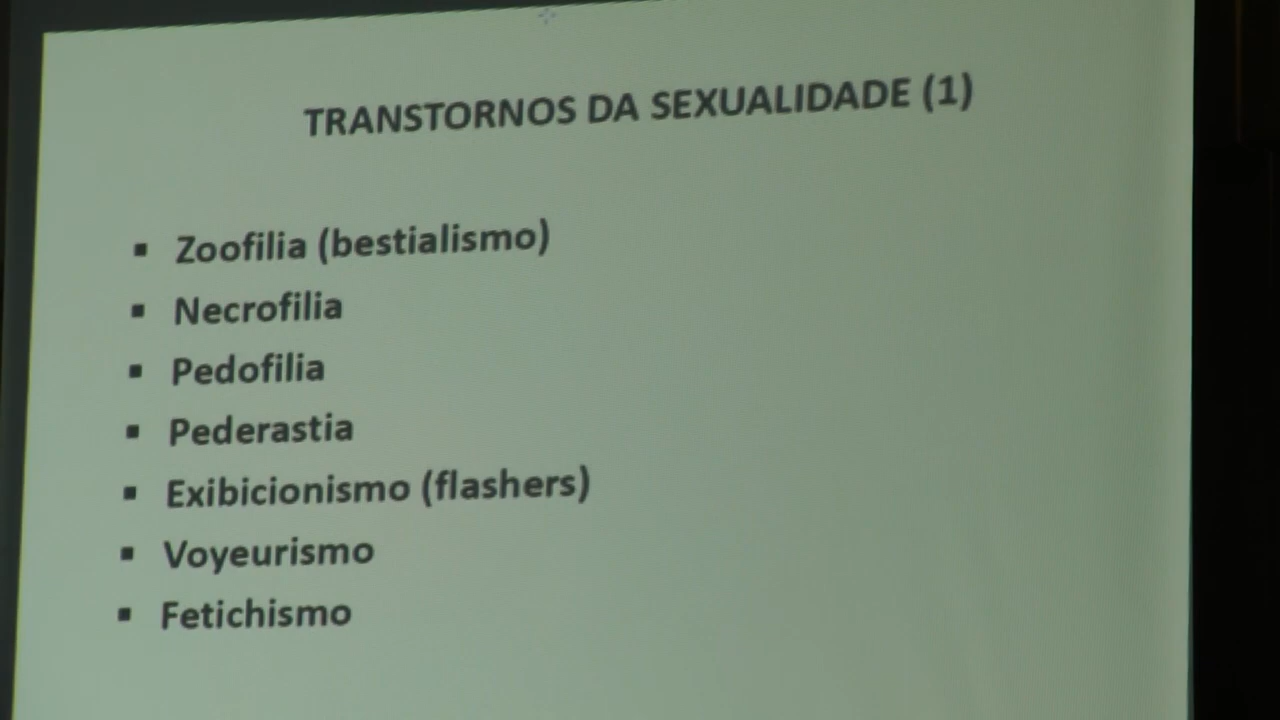 TRANSTORNOS DA SEXUALIDADE (1)
▪ Zoofilia (bestialismo)
▪ Necrofilia
▪ Pedofilia
▪ Pederastia
▪ Exibicionismo (flashers)
▪ Voyeurismo
▪ Fetichismo